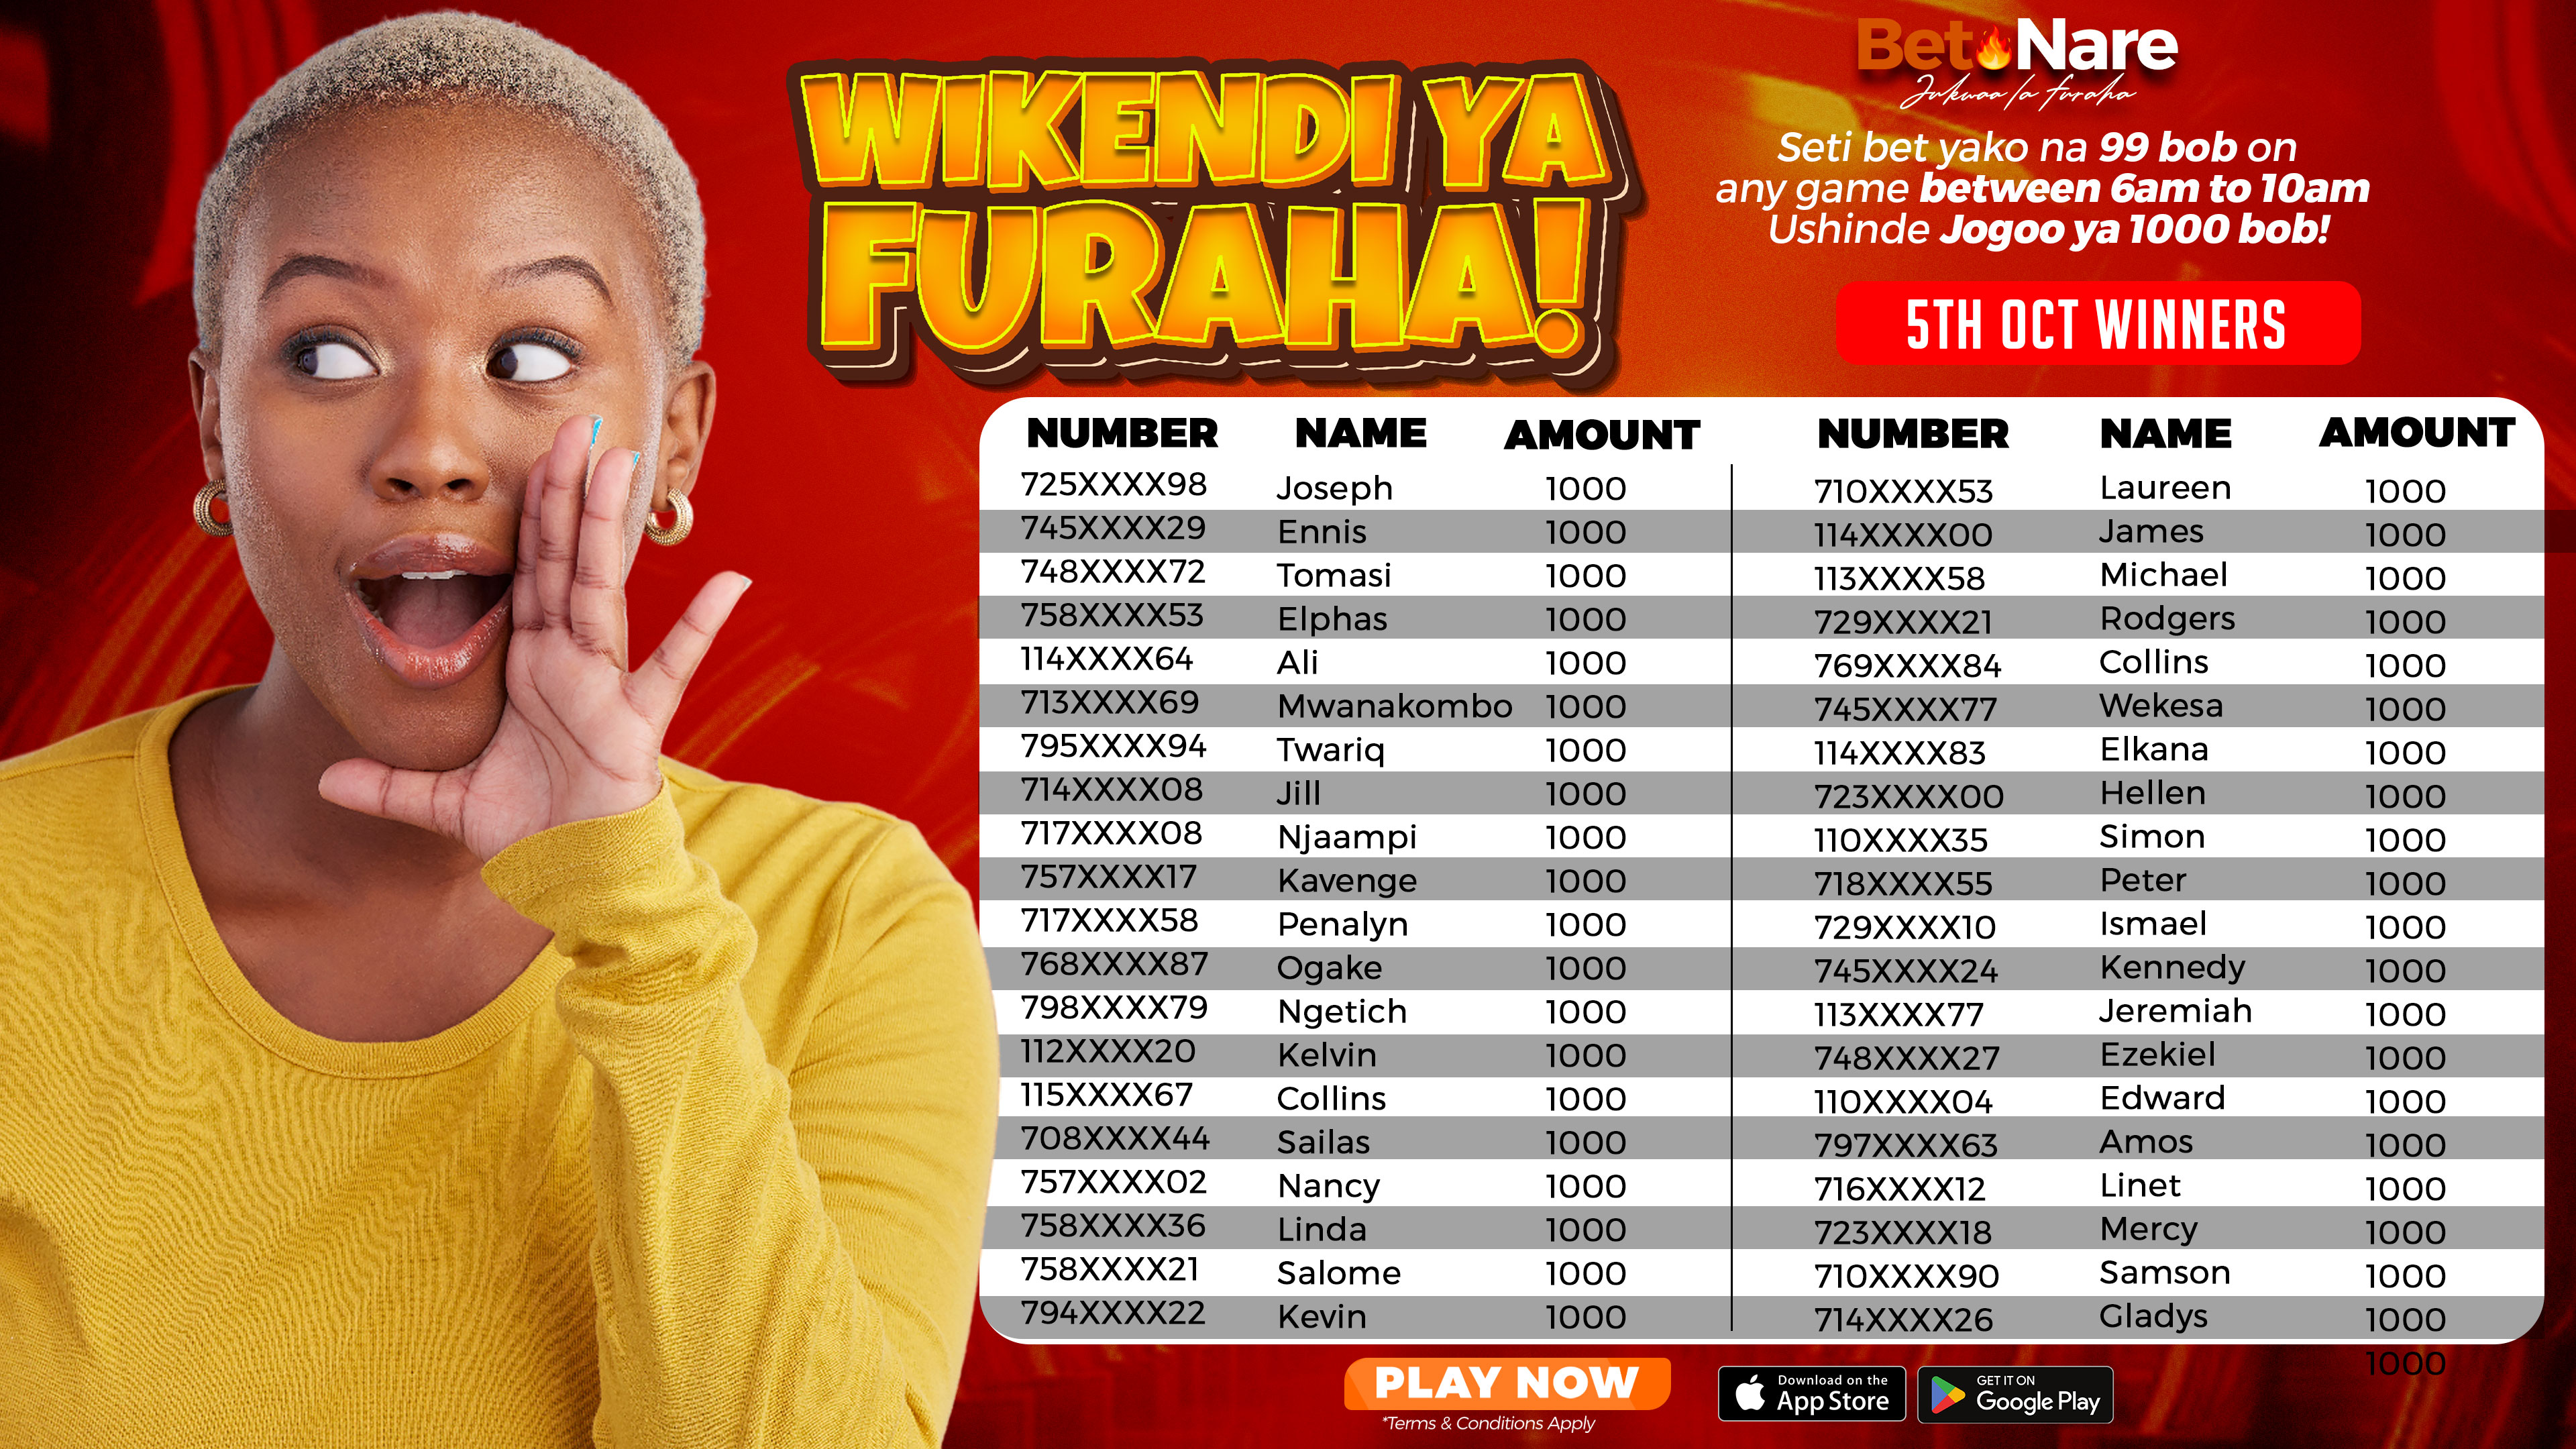 WIKENDI YA
FURAHA!
Bet Nare
Jukwaa la furaha
Seti bet yako na 99 bob on
any game between 6am to 10am
Ushinde Jogoo ya 1000 bob!
5TH OCT WINNERS
NUMBER NAME AMOUNT NUMBER NAME AMOUNT
725XXXX98 Joseph 1000 710XXXX53 Laureen 1000
745XXXX29 Ennis 1000 114XXXX00 James 1000
748XXXX72 Tomasi 1000 113XXXX58 Michael 1000
758XXXX53 Elphas 1000 729XXXX21 Rodgers 1000
114XXXX64 Ali 1000 769XXXX84 Collins 1000
713XXXX69 Mwanakombo 1000 745XXXX77 Wekesa 1000
795XXXX94 Twariq 1000 114XXXX83 Elkana 1000
714XXXX08 Jill 1000 723XXXX00 Hellen 1000
717XXXX08 Njaampi 1000 110XXXX35 Simon 1000
757XXXX17 Kavenge 1000 718XXXX55 Peter 1000
717XXXX58 Penalyn 1000 729XXXX10 Ismael 1000
768XXXX87 Ogake 1000 745XXXX24 Kennedy 1000
798XXXX79 Ngetich 1000 113XXXX77 Jeremiah 1000
112XXXX20 Kelvin 1000 748XXXX27 Ezekiel 1000
115XXXX67 Collins 1000 110XXXX04 Edward 1000
708XXXX44 Sailas 1000 797XXXX63 Amos 1000
757XXXX02 Nancy 1000 716XXXX12 Linet 1000
758XXXX36 Linda 1000 723XXXX18 Mercy 1000
758XXXX21 Salome 1000 710XXXX90 Samson 1000
794XXXX22 Kevin 1000 714XXXX26 Gladys 1000
1000
PLAY NOW
*Terms & Conditions Apply
Download on the
App Store
GET IT ON
Google Play